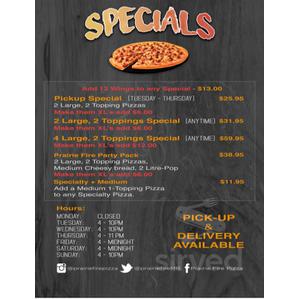 SPECIALS
Add 12 Wings to any Special - $13.00
Pickup Special [TUESDAY - THURSDAY] $25.95
2 Large, 2 Topping Pizzas
Make them XL's add $6.00
2 Large, 2 Toppings Special [ANYTIME] $31.95
Make them XL's add $6.00
4 Large, 2 Toppings Special [ANYTIME] $59.95
Make them XL's add $12.00
Prairie Fire Party Pack $38.95
2 Large, 2 Topping Pizzas,
Medium Cheesy bread, 2 Litre-Pop
Make them XL's add $6.00
Specialty + Medium $11.95
Add a Medium 1-Topping Pizza
to any Specialty Pizza
Hours:
MONDAY: CLOSED
TUESDAY: 4 - 10PM
WEDNESDAY: 4 - 10PM
THURSDAY: 4 - 11 PM
FRIDAY: 4 - MIDNIGHT
SATURDAY: 4 - MIDNIGHT
SUNDAY: 4 - 10PM
PICK-UP
&
DELIVERY
AVAILABLE
sirved
@prairiefirepizza @prairiefireMB Prairie Fire Pizza